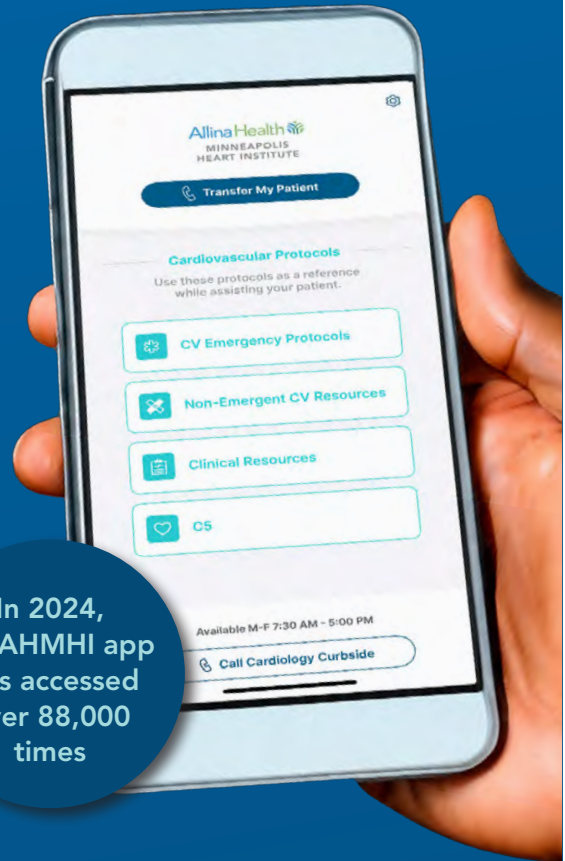 Allina Health
MINNEAPOLIS
HEART INSTITUTE
Transfer My Patient
Cardiovascular Protocols
Use these protocols as a reference
while assisting your patient.
CV Emergency Protocols
Non-Emergent CV Resources
Clinical Resources
C5
Available M-F 7:30 AM - 5:00 PM
Call Cardiology Curbside
In 2024,
AHMHI app
accessed
88,000
times